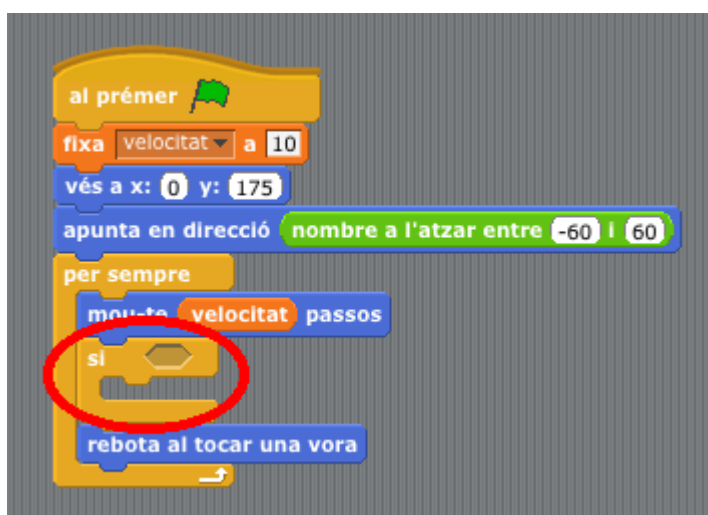 al prémer
fixa velocitat a 10
vés a x: 0 y: 175
apunta en direcció nombre a l'atzar entre -60 i 60
per sempre
mou-te velocitat passos
si
rebota al tocar una vora